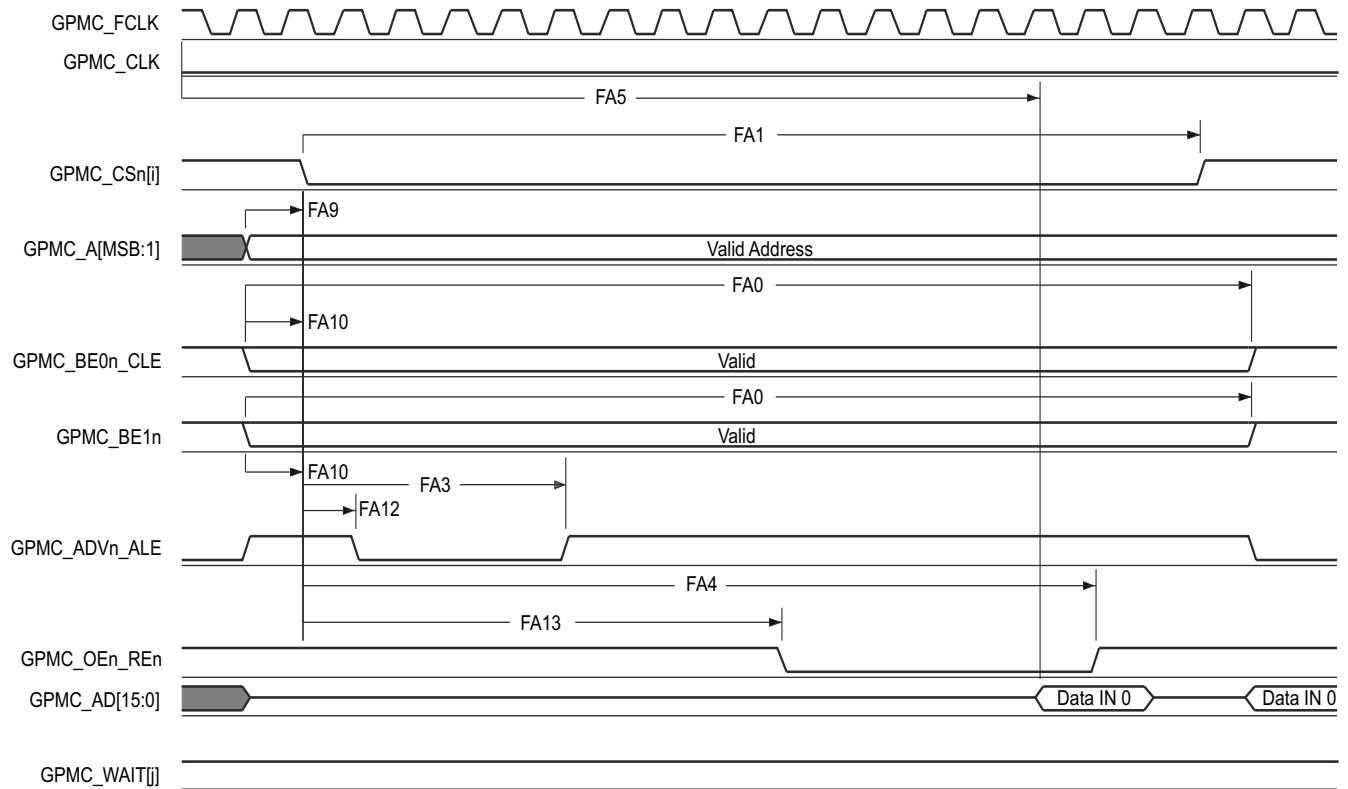 GPMC_FCLK
GPMC_CLK
FA5
FA1
GPMC_CSn[i]
FA9
GPMC_A[MSB:1]
Valid Address
FA0
FA10
GPMC_BE0n_CLE
Valid
FA0
GPMC_BE1n
Valid
FA10
FA3
FA12
GPMC_ADVn_ALE
FA4
FA13
GPMC_OEn_REn
GPMC_AD[15:0]
Data IN 0
Data IN 0
GPMC_WAIT[j]